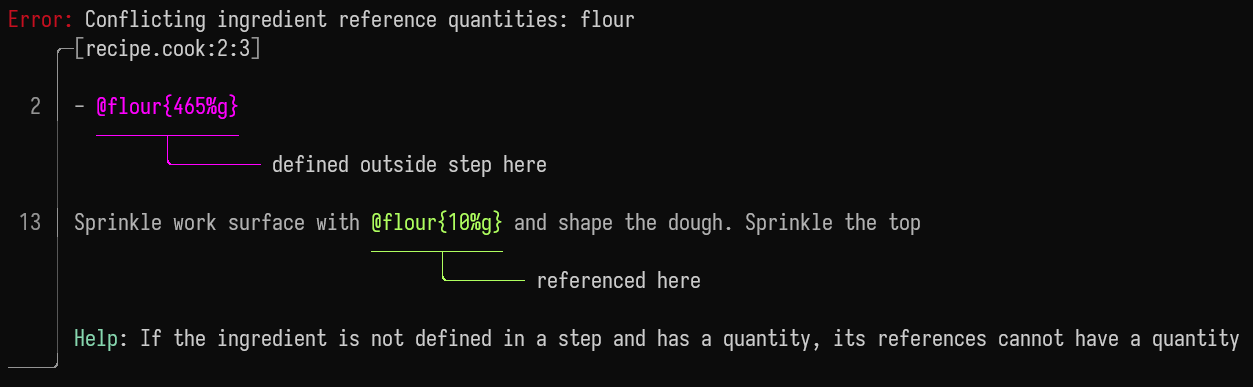 Error: Conflicting ingredient reference quantities: flour
[recipe.cook:2:3]
2 - @flour{465%g}
defined outside step here
13 Sprinkle work surface with @flour{10%g} and shape the dough. Sprinkle the top
referenced here
Help: If the ingredient is not defined in a step and has a quantity, its references cannot have a quantity